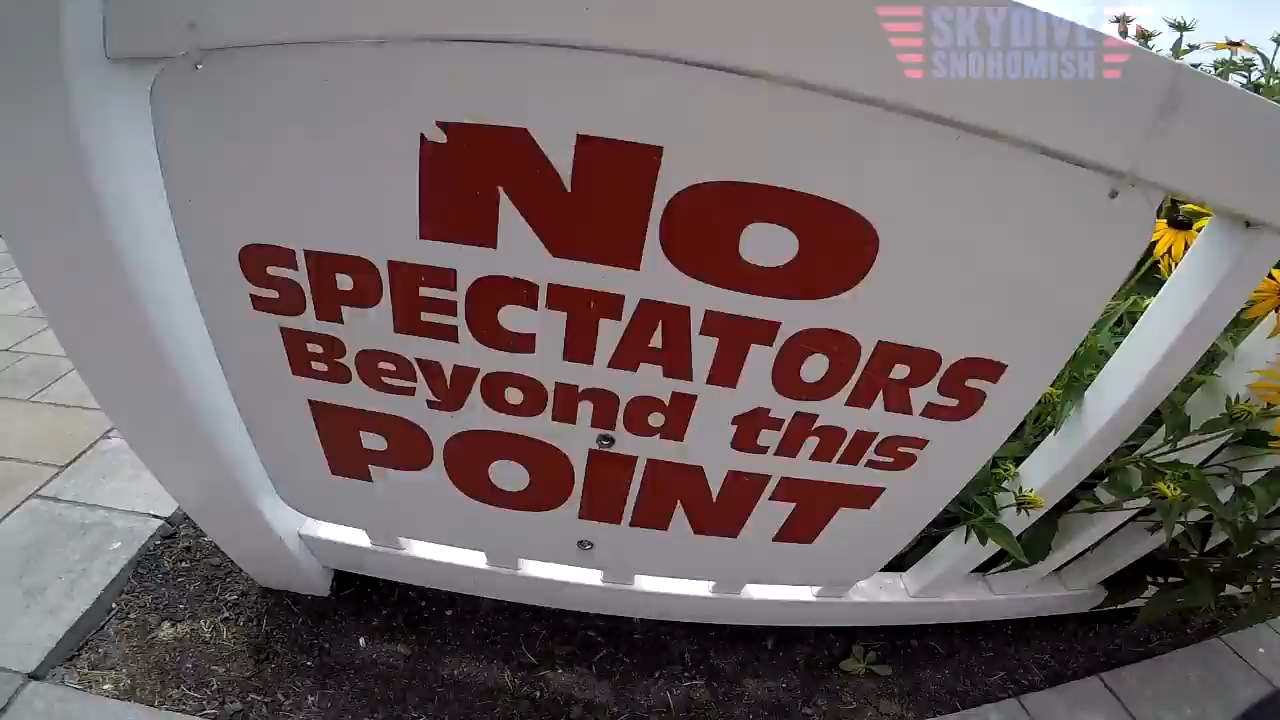 SKYDIVE
SNOHOMISH
NO
SPECTATORS
Beyond this
POINT